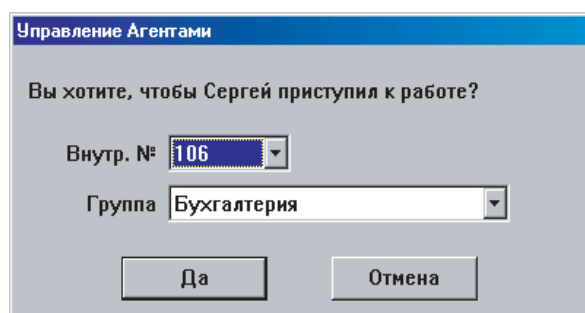 Управление Агентами
Вы хотите, чтобы Сергей приступил к работе?
Внутр. № 106
Группа Бухгалтерия
Да Отмена